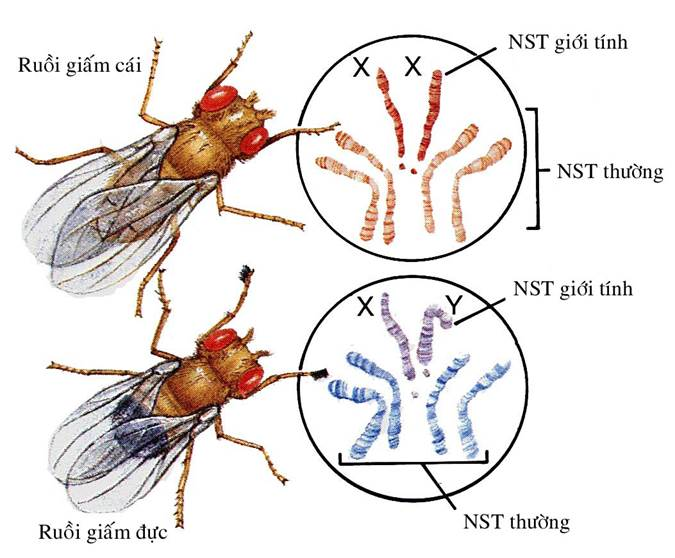 NST giới tính
Ruồi giấm cái
X X
NST thường
NST giới tính
X Y
NST thường
Ruồi giấm đực